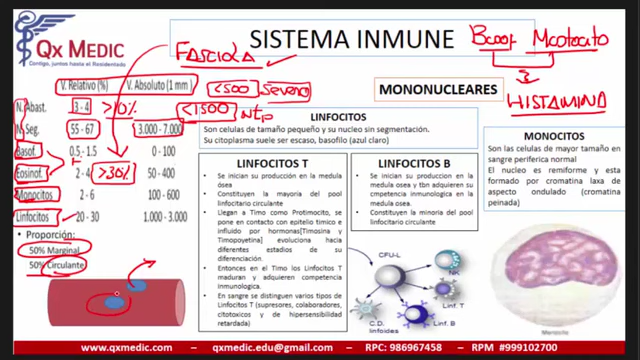 Qx MEDIC
Contigo, juntos y hasta ingresar
SISTEMA INMUNE
FASCIOLA
Bcoof Mcotocito
HISTAMINA
<500 Severo
<1500 Ntp
V. Relativo (%) V. Absoluto (1 mm)
N. Abast. 3 - 4 >10%
N. Seg. 55 - 67 3.000 - 7.000
Basof. 0.5 - 1.5 0 - 100
Eosinof. 2 - 4 >30% 50 - 400
Monocitos 2 - 6 100 - 600
Linfocitos 20 - 30 1.000 - 3.000
• Proporción:
50% Marginal
50% Circulante
MONONUCLEARES
LINFOCITOS
Son celulas de tamaño pequeño y su nucleo sin segmentación.
Su citoplasma suele ser escaso, basofilo (azul claro)
LINFOCITOS T
• Se inician su producción en la medula ósea
• Constituyen la mayoria del pool linfocitario circulante
• Llegan a Timo como Protimocito, se pone en contacto con epitelio tímico e influido por hormonas(Timosina y Timopoyetina) evoluciona hacia diferentes estadios de su diferenciación.
• Entonces en el Timo los Linfocitos T maduran y adquieren competencia inmunologica.
• En sangre se distinguen varios tipos de Linfocitos T (supresores, colaboradores, citotoxicos y de hipersensibilidad retardada)
LINFOCITOS B
• Se inician su produccion en la medula osea y tbn adquieren su cmpetencia inmunologica en la medula osea.
• Constituyen la minoria del pool linfocitario circulante.
CFU-L
NK
Linf. T
Linf. B
C.D. linfoides
MONOCITOS
Son las celulas de mayor tamaño en sangre periferica normal
El nucleo es remiforme y esta formado por cromatina laxa de aspecto ondulado (cromatina peinada)
Monocito
www.qxmedic.com www.qxmedic.edu@gmail.com RPC: 986967458 RPM #999102700